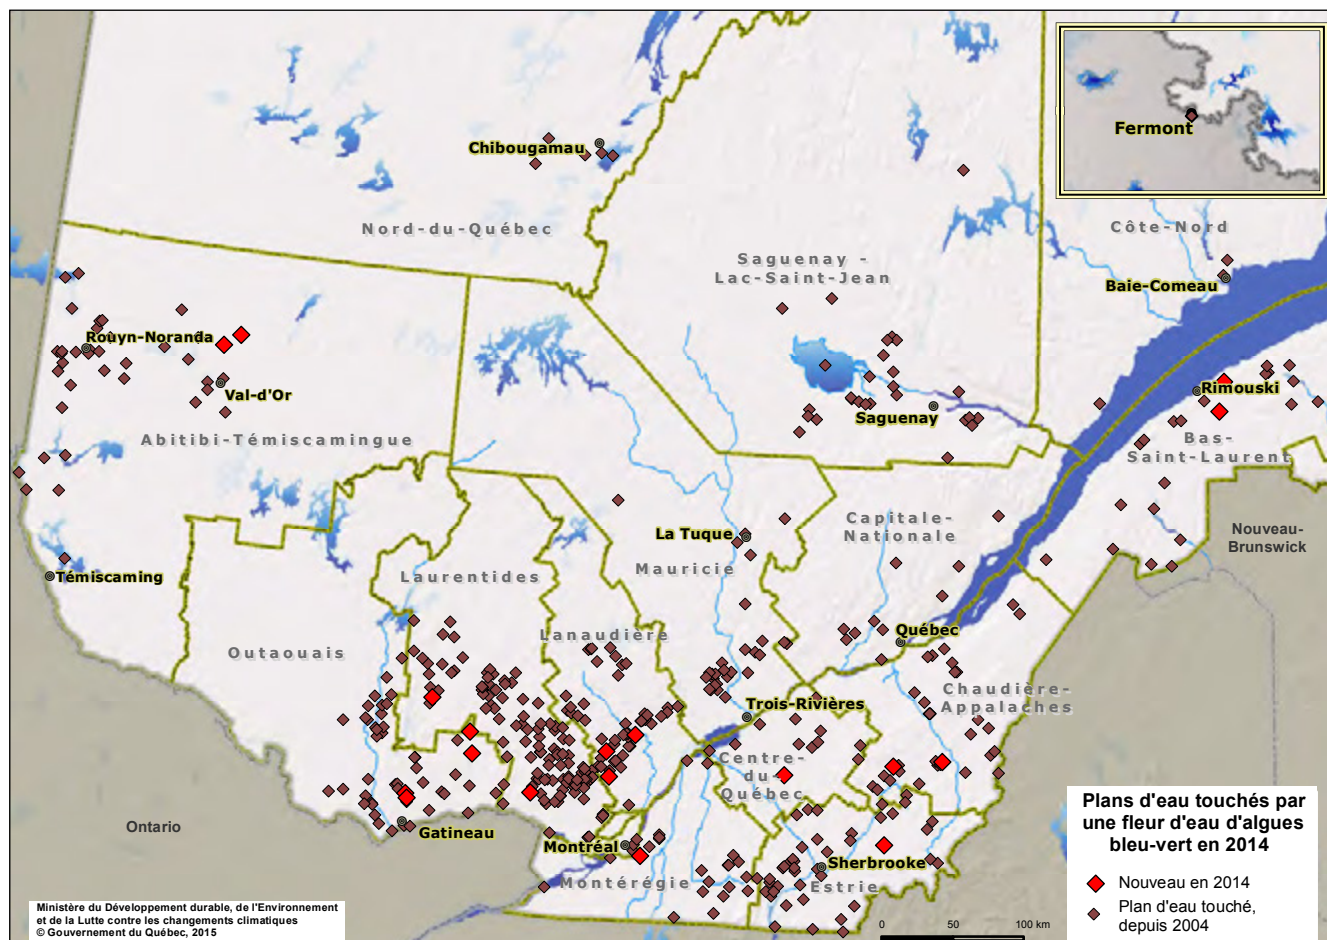 Fermont
Chibougamau
Nord-du-Québec
Côte-Nord
Saguenay -
Lac-Saint-Jean
Baie-Comeau
Rouyn-Noranda
Val-d'Or
Rimouski
Saguenay
Abitibi-Témiscamingue
Bas-
Saint-Laurent
Capitale-
Nationale
La Tuque
Nouveau-
Brunswick
Mauricie
Témiscaming
Laurentides
Lanaudière
Québec
Outaouais
Chaudière-
Appalaches
Trois-Rivières
Centre-
du-
Québec
Ontario
Gatineau
Montréal
Sherbrooke
Montérégie
Estrie
Plans d'eau touchés par
une fleur d'eau d'algues
bleu-vert en 2014
Nouveau en 2014
Plan d'eau touché,
depuis 2004
Ministère du Développement durable, de l'Environnement
et de la Lutte contre les changements climatiques
© Gouvernement du Québec, 2015
0 50 100 km